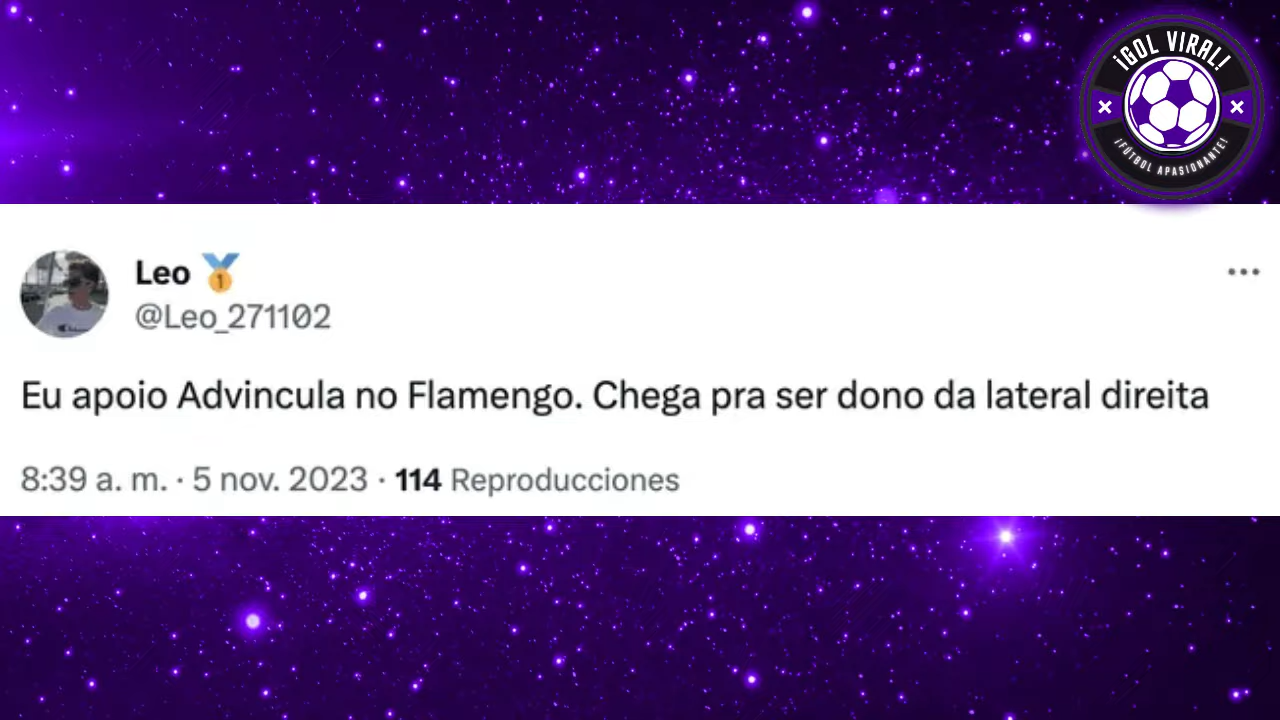 ¡GOL VIRAL!
¡FÚTBOL APASIONANTE!
Leo
@Leo_271102
Eu apoio Advincula no Flamengo. Chega pra ser dono da lateral direita
8:39 a. m. · 5 nov. 2023 · 114 Reproducciones